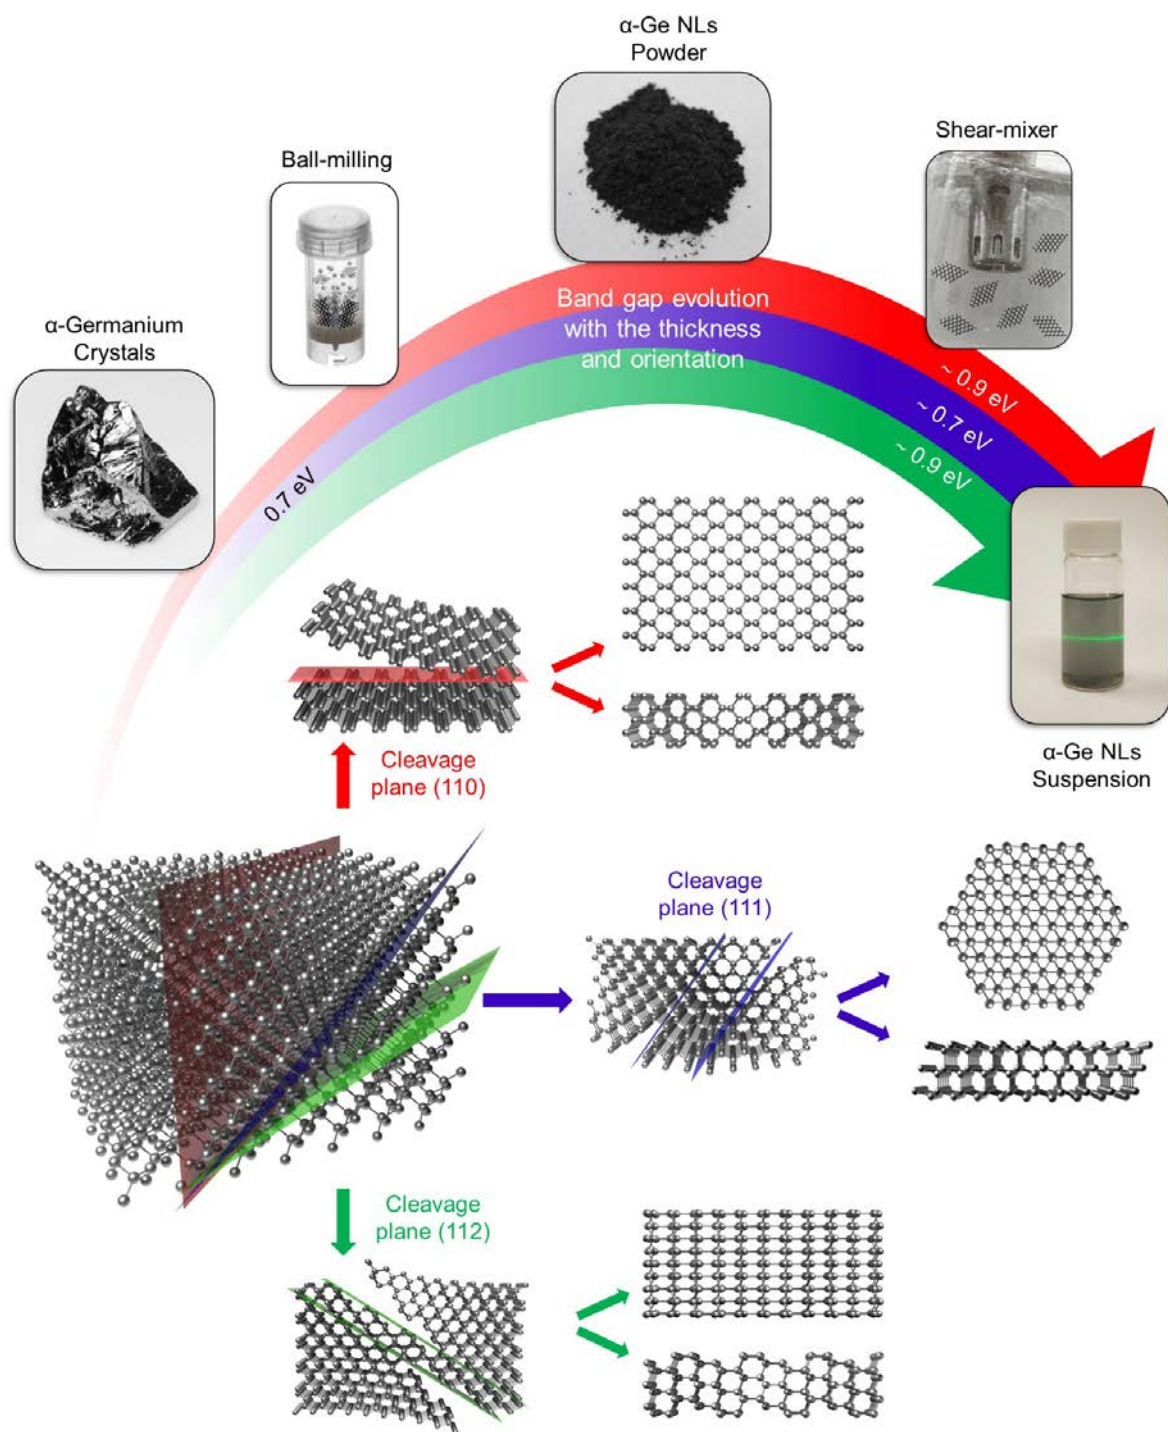 α-Ge NLs
Powder
Shear-mixer
Ball-milling
α-Germanium
Crystals
Band gap evolution
with the thickness
and orientation
0.7 eV
~ 0.9 eV
~ 0.7 eV
~ 0.9 eV
α-Ge NLs
Suspension
Cleavage
plane (110)
Cleavage
plane (111)
Cleavage
plane (112)